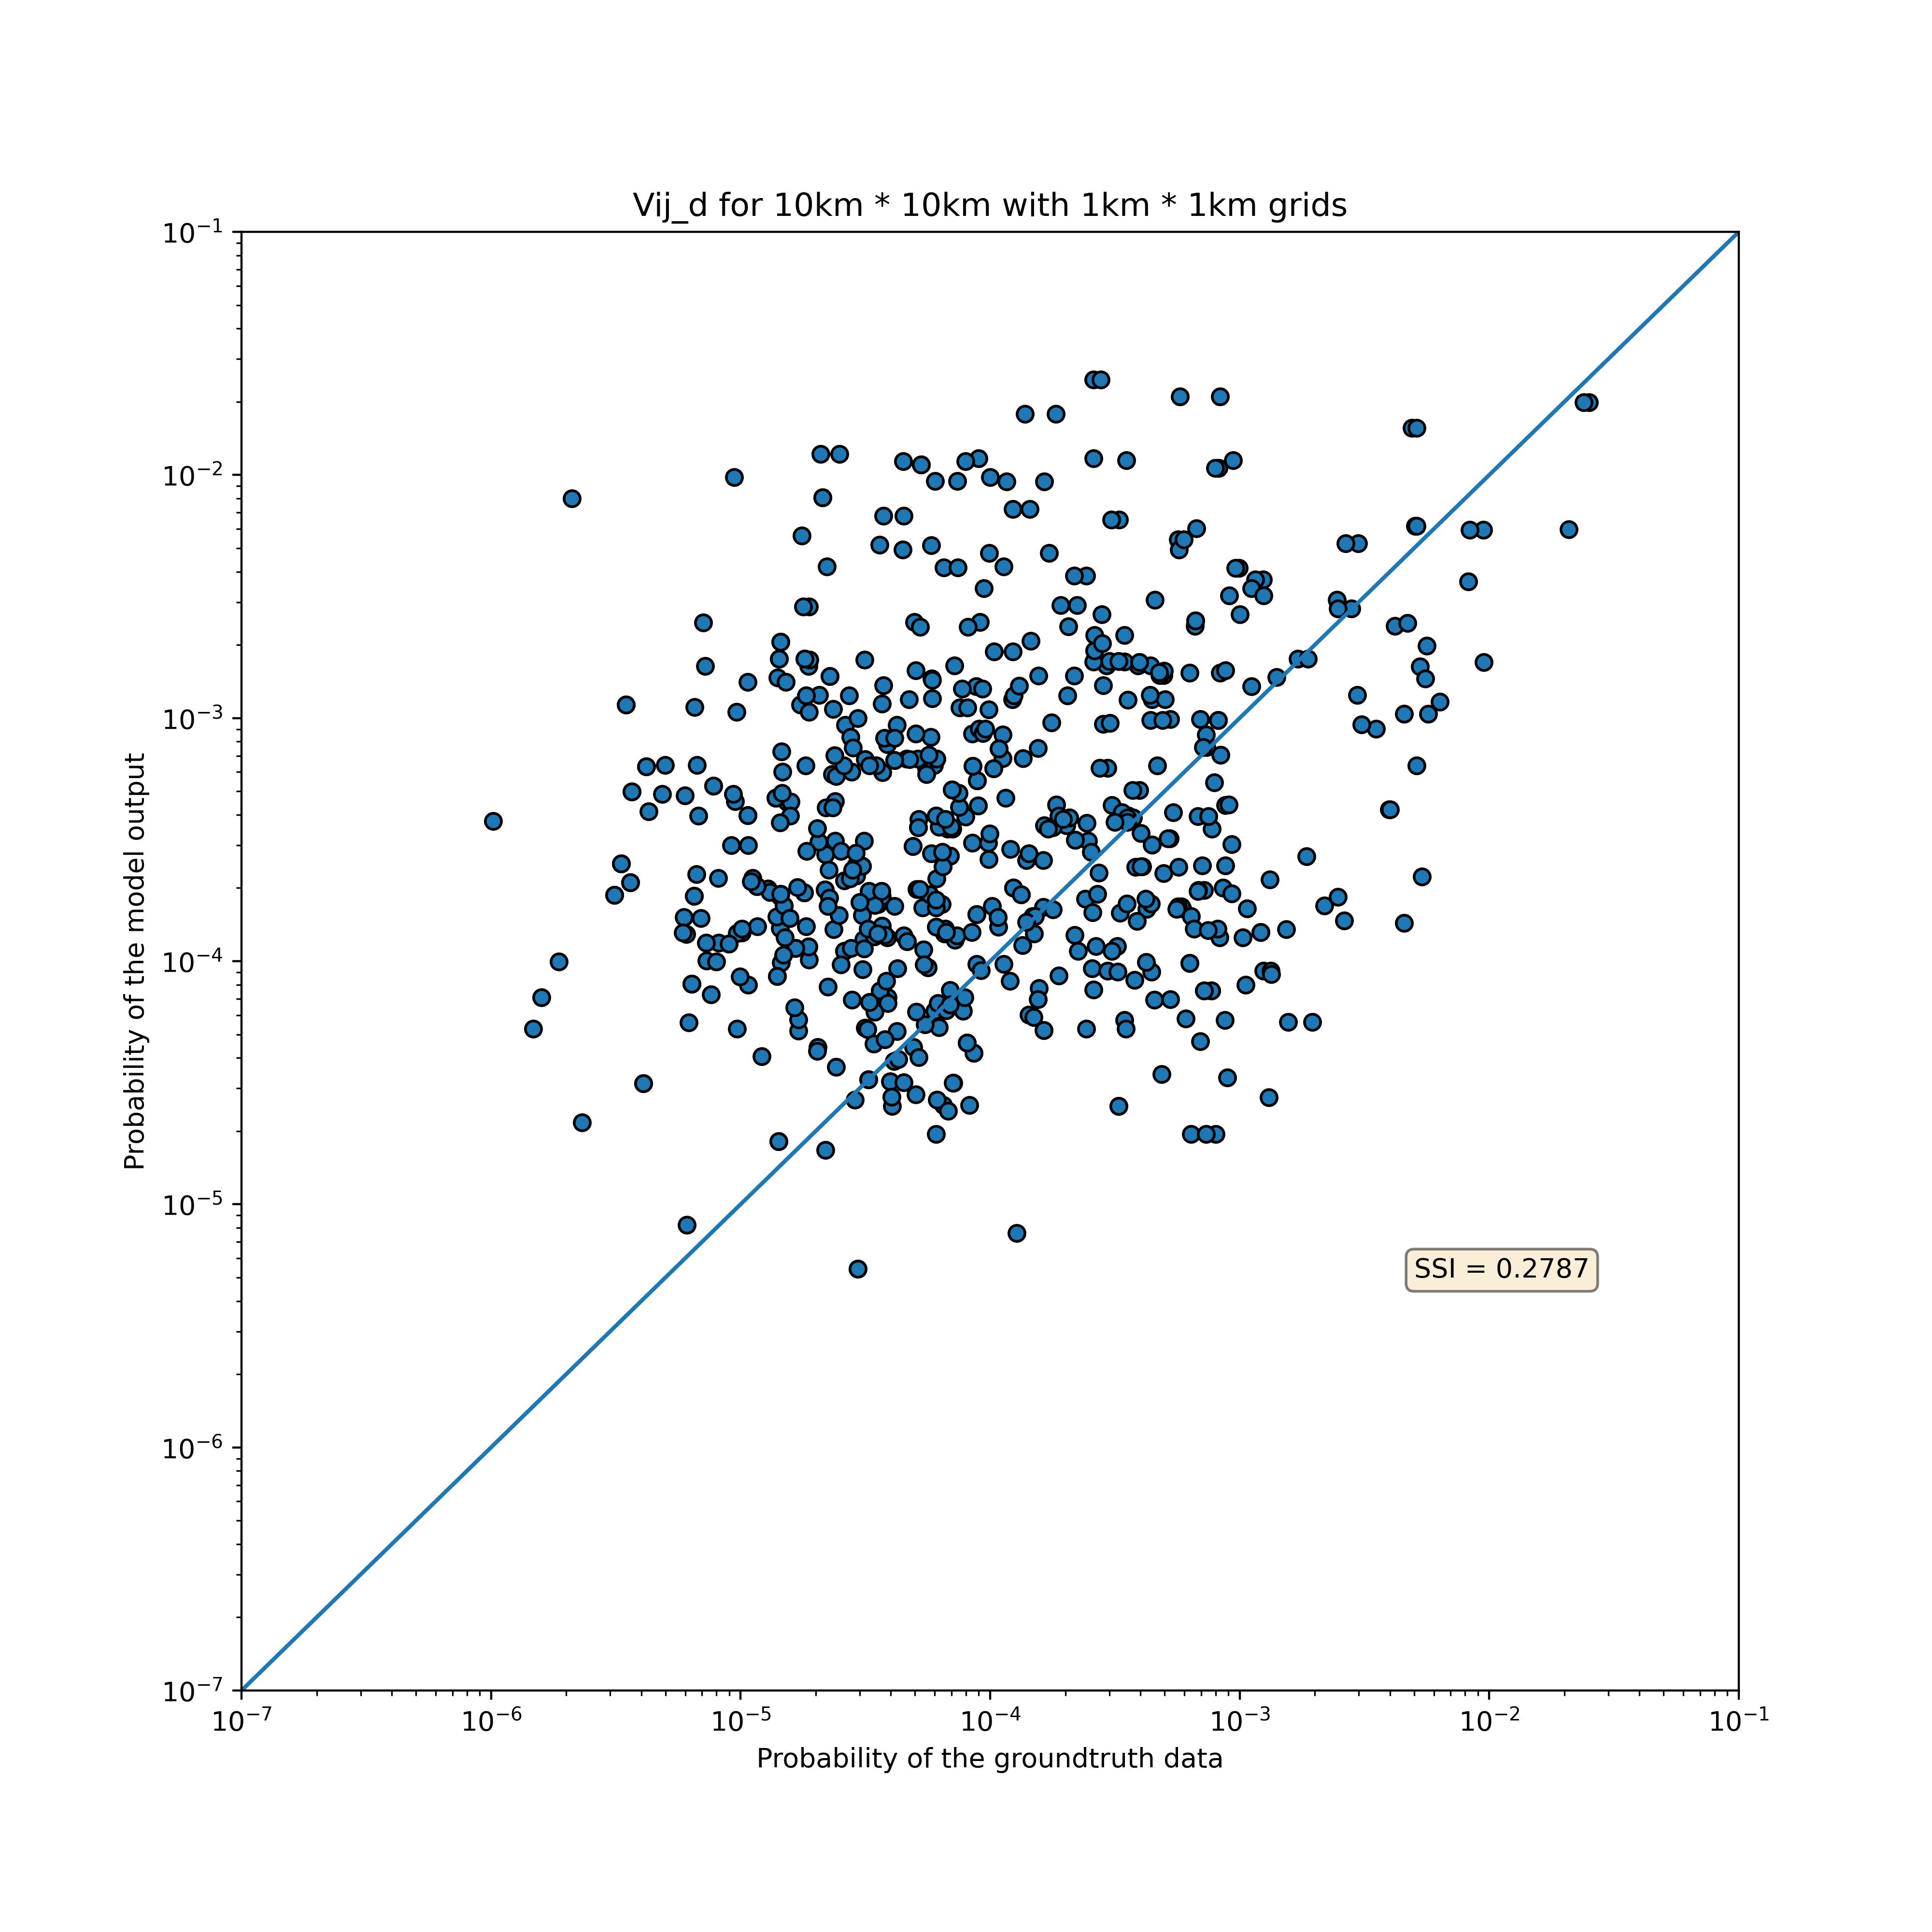 Vij_d for 10km * 10km with 1km * 1km grids
10⁻¹
10⁻²
10⁻³
10⁻⁴
10⁻⁵
10⁻⁶
10⁻⁷
Probability of the model output
SSI = 0.2787
10⁻⁷ 10⁻⁶ 10⁻⁵ 10⁻⁴ 10⁻³ 10⁻² 10⁻¹
Probability of the groundtruth data